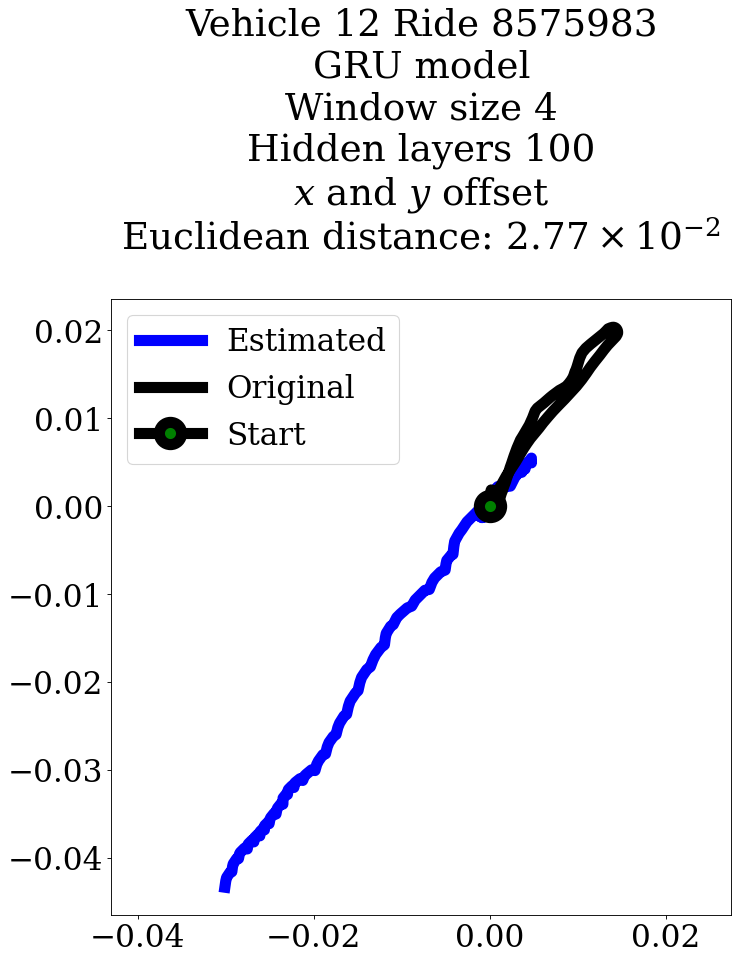 Vehicle 12 Ride 8575983
GRU model
Window size 4
Hidden layers 100
x and y offset
Euclidean distance: 2.77 × 10⁻²
Estimated
Original
Start
0.02
0.01
0.00
−0.01
−0.02
−0.03
−0.04
−0.04 −0.02 0.00 0.02